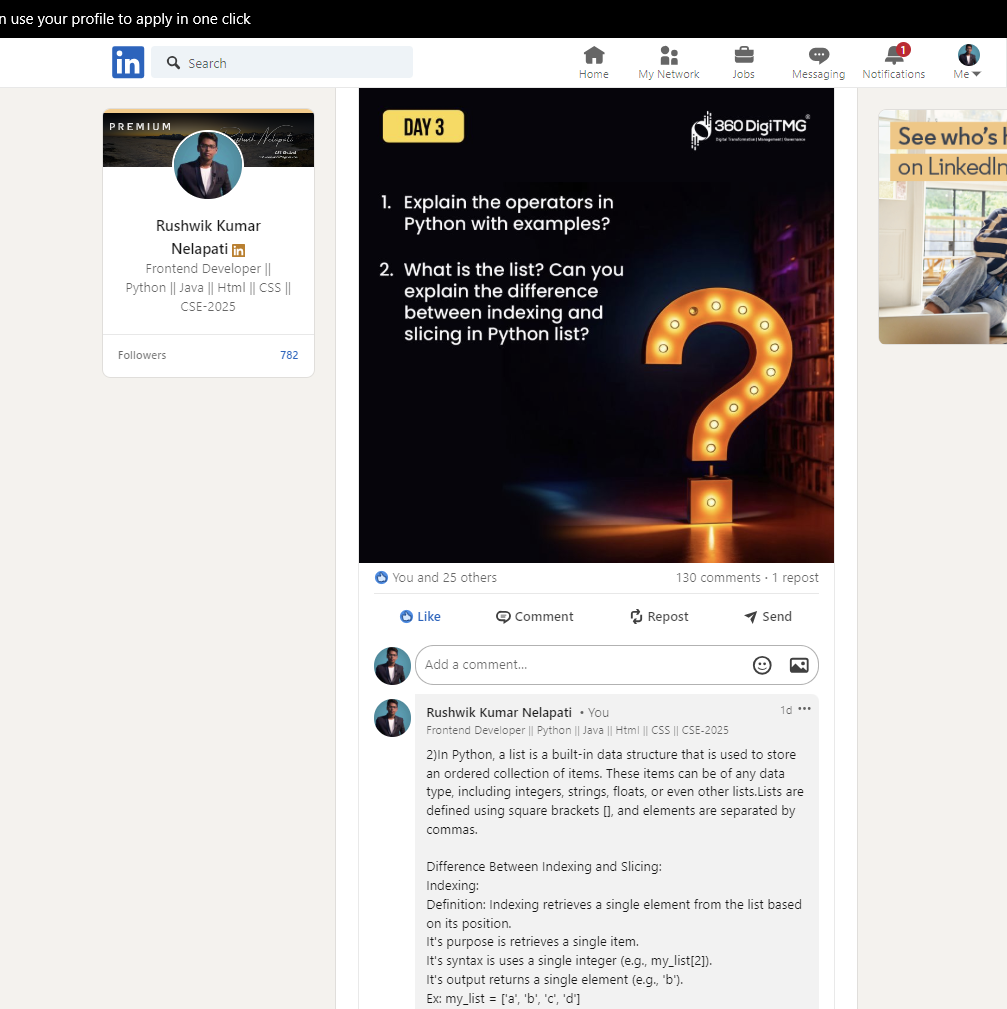 n use your profile to apply in one click
in
Search
Home
My Network
Jobs
Messaging
1
Notifications
Me
PREMIUM
Rushwik Kumar
Nelapati in
Frontend Developer ||
Python || Java || Html || CSS ||
CSE-2025
Followers 782
DAY 3
360DigiTMG
Digital Transformation | Management | Governance
1. Explain the operators in
Python with examples?
2. What is the list? Can you
explain the difference
between indexing and
slicing in Python list?
See who's h
on LinkedIn
You and 25 others
130 comments · 1 repost
Like
Comment
Repost
Send
Add a comment...
Rushwik Kumar Nelapati • You
1d •••
Frontend Developer || Python || Java || Html || CSS || CSE-2025
2)In Python, a list is a built-in data structure that is used to store
an ordered collection of items. These items can be of any data
type, including integers, strings, floats, or even other lists.Lists are
defined using square brackets [], and elements are separated by
commas.
Difference Between Indexing and Slicing:
Indexing:
Definition: Indexing retrieves a single element from the list based
on its position.
It's purpose is retrieves a single item.
It's syntax is uses a single integer (e.g., my_list[2]).
It's output returns a single element (e.g., 'b').
Ex: my_list = ['a', 'b', 'c', 'd']